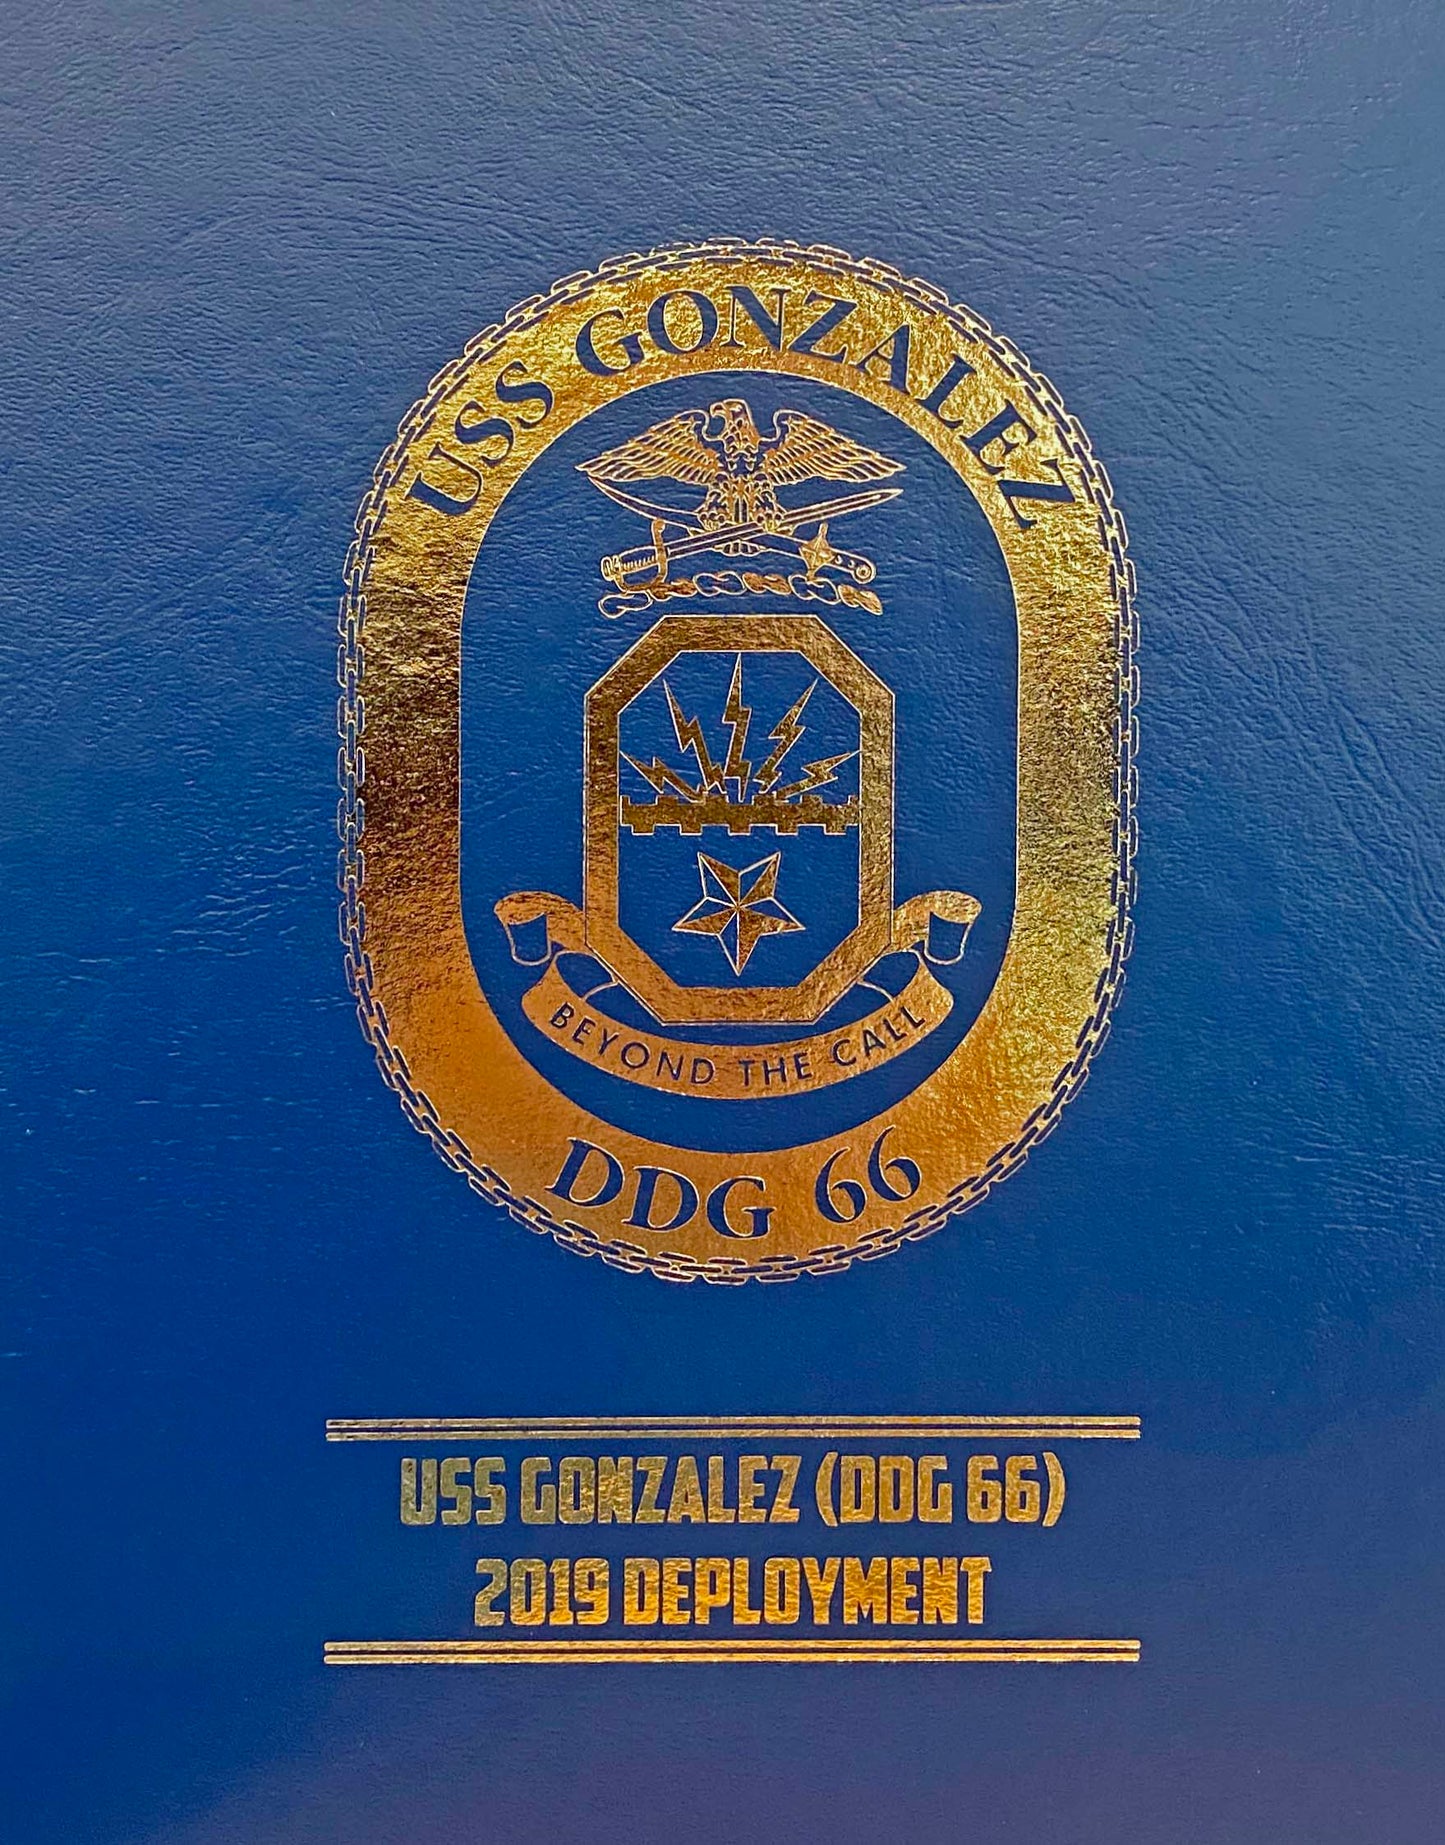 USS GONZALEZ
BEYOND THE CALL
DDG 66
USS GONZALEZ (DDG 66)
2019 DEPLOYMENT